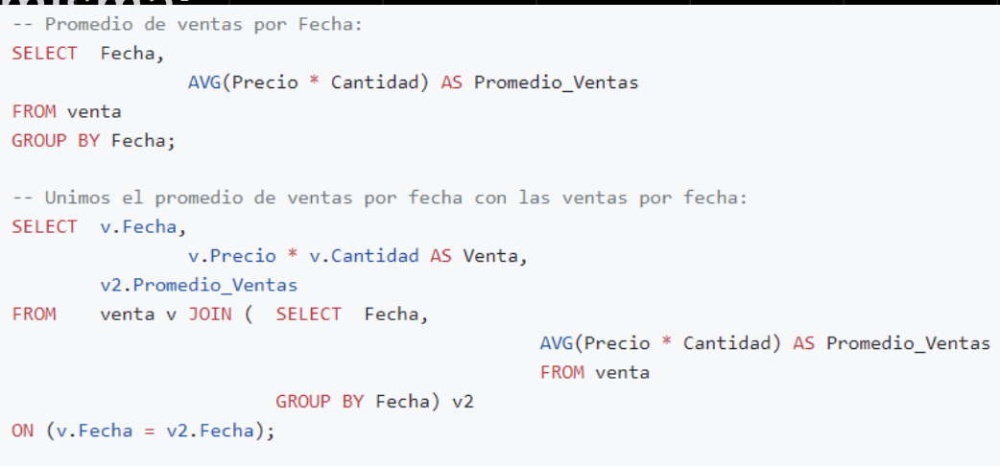 -- Promedio de ventas por Fecha:
SELECT Fecha,
AVG(Precio * Cantidad) AS Promedio_Ventas
FROM venta
GROUP BY Fecha;
-- Unimos el promedio de ventas por fecha con las ventas por fecha:
SELECT v.Fecha,
v.Precio * v.Cantidad AS Venta,
v2.Promedio_Ventas
FROM venta v JOIN ( SELECT Fecha,
AVG(Precio * Cantidad) AS Promedio_Ventas
FROM venta
GROUP BY Fecha) v2
ON (v.Fecha = v2.Fecha);